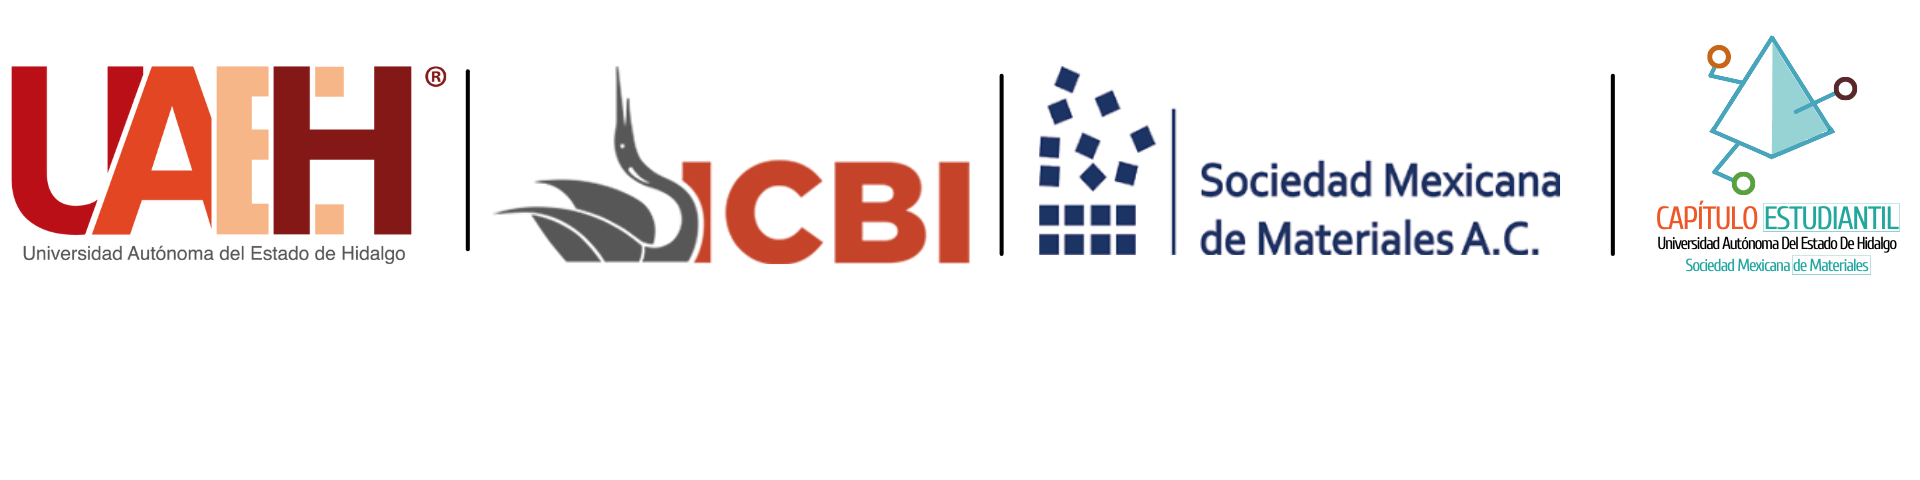 UAEH®
Universidad Autónoma del Estado de Hidalgo
ICBI
Sociedad Mexicana
de Materiales A.C.
CAPÍTULO ESTUDIANTIL
Universidad Autónoma Del Estado De Hidalgo
Sociedad Mexicana de Materiales